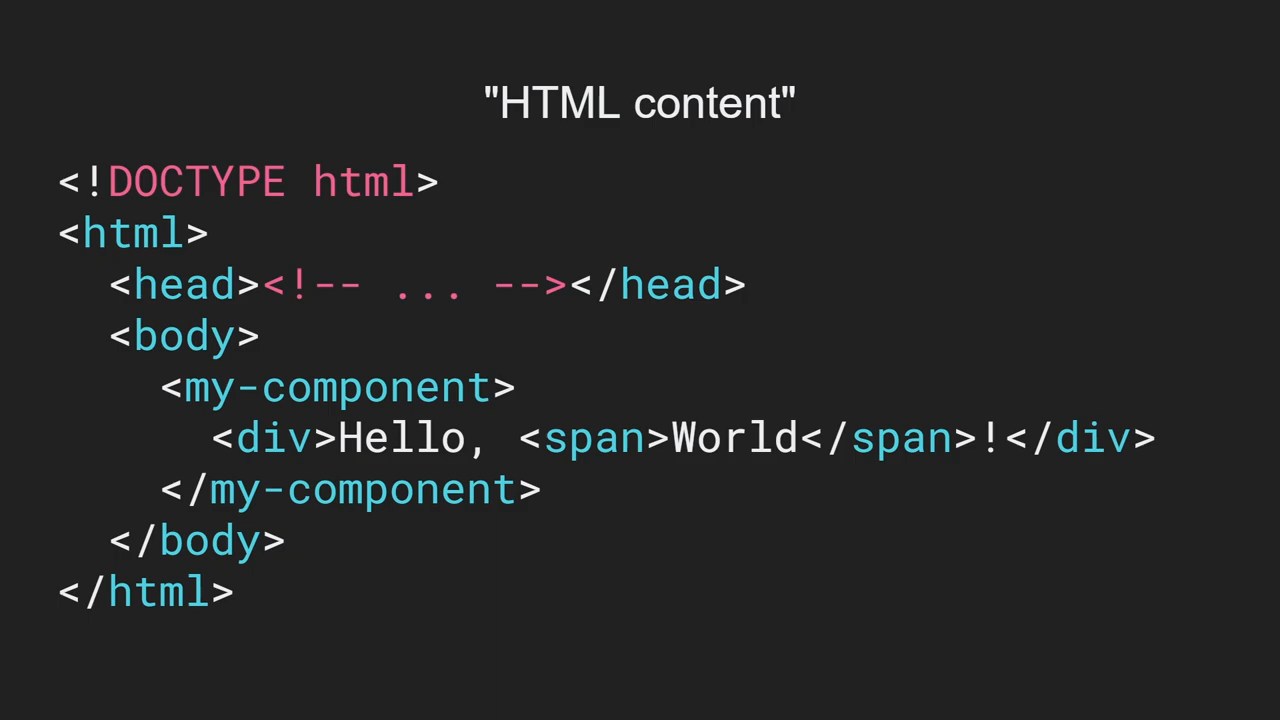 "HTML content"
<!DOCTYPE html>
<html>
  <head><!-- ... --></head>
  <body>
    <my-component>
      <div>Hello, <span>World</span>!</div>
    </my-component>
  </body>
</html>